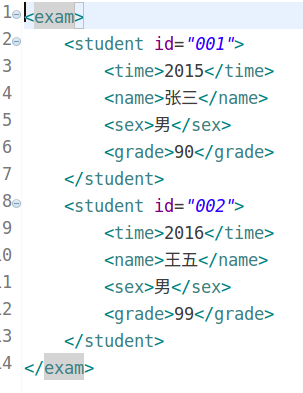 1 <exam>
2 <student id="001">
3 <time>2015</time>
4 <name>张三</name>
5 <sex>男</sex>
6 <grade>90</grade>
7 </student>
8 <student id="002">
9 <time>2016</time>
0 <name>王五</name>
1 <sex>男</sex>
2 <grade>99</grade>
3 </student>
4 </exam>